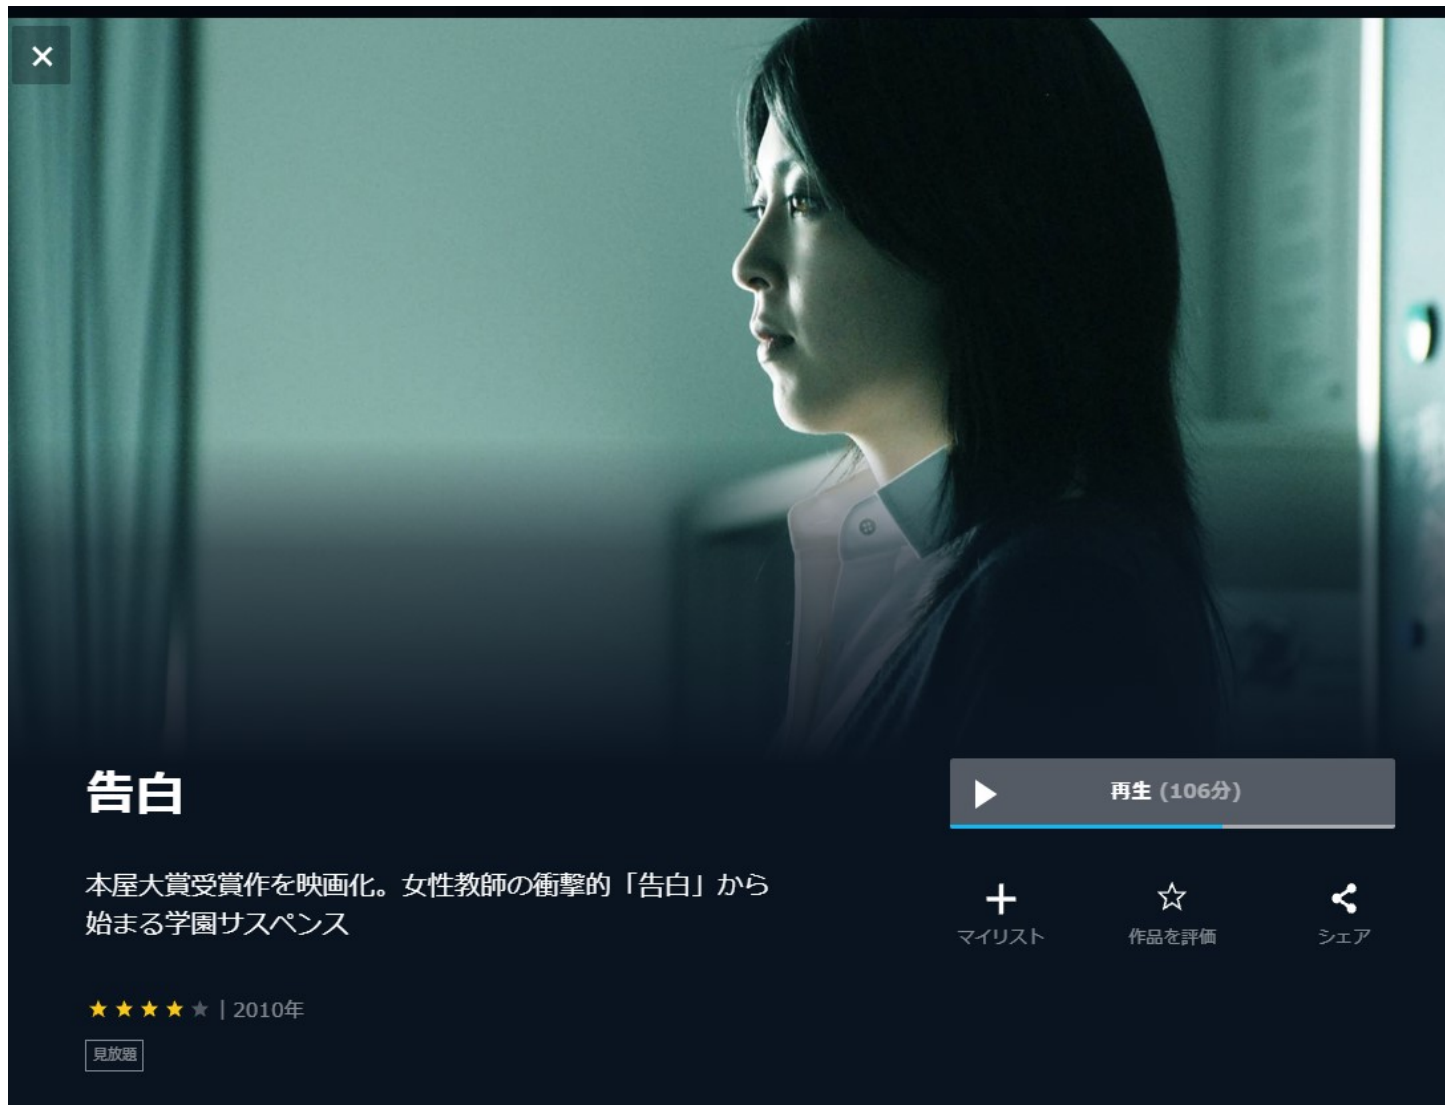 告白
再生 (106分)
本屋大賞受賞作を映画化。女性教師の衝撃的「告白」から
始まる学園サスペンス
マイリスト
作品を評価
シェア
★★★★★ | 2010年
見放題